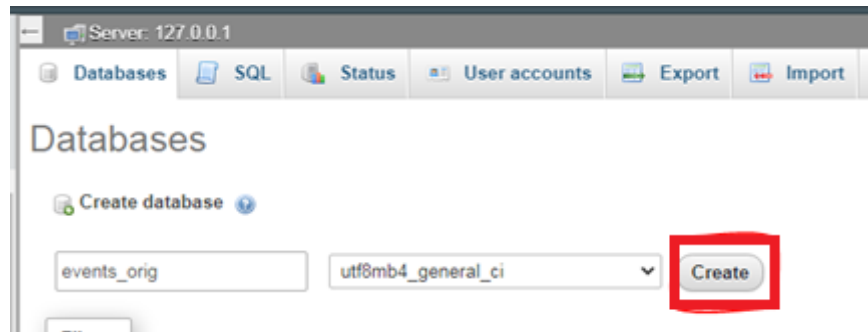 Server: 127.0.0.1
Databases SQL Status User accounts Export Import
Databases
Create database
events_orig utf8mb4_general_ci Create